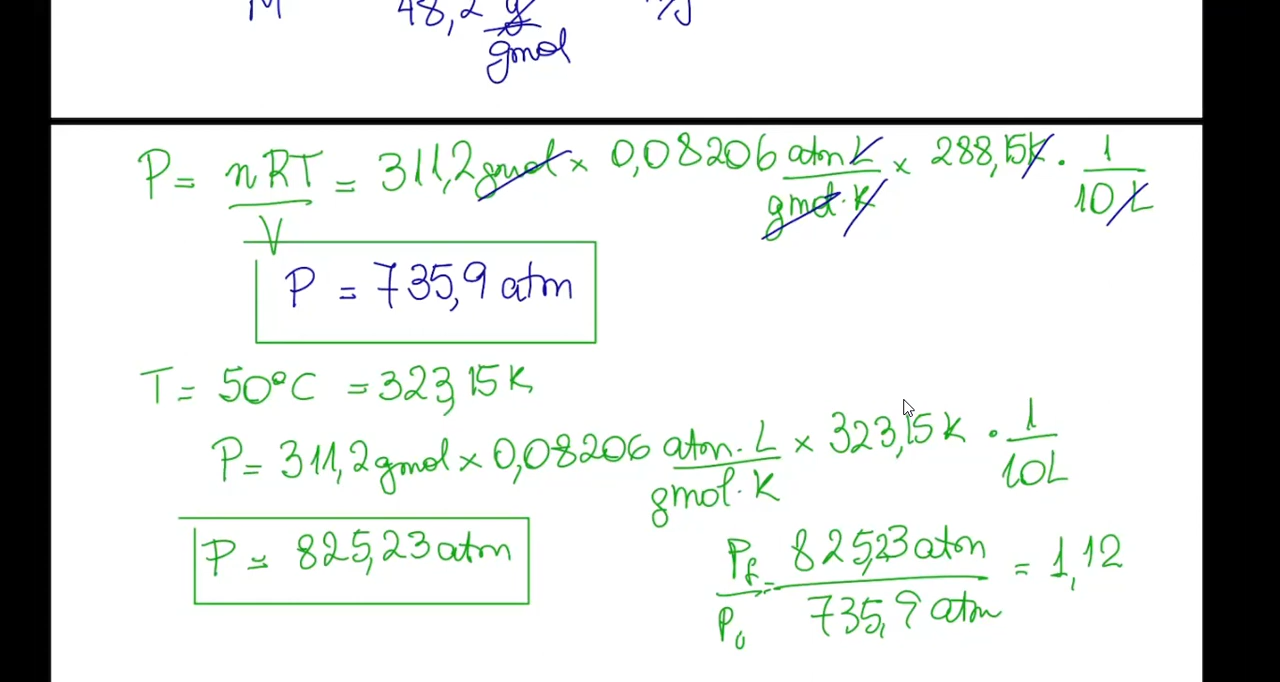 M 48,2 g/gmol
P = nRT/V = 311,2 gmol × 0,08206 atm L/gmol·K × 288,15 K · 1/10 L
P = 735,9 atm
T = 50°C = 323,15 K
P = 311,2 gmol × 0,08206 atm·L/gmol·K × 323,15 K · 1/10L
P = 825,23 atm
Pf/P0 = 825,23 atm/735,9 atm = 1,12